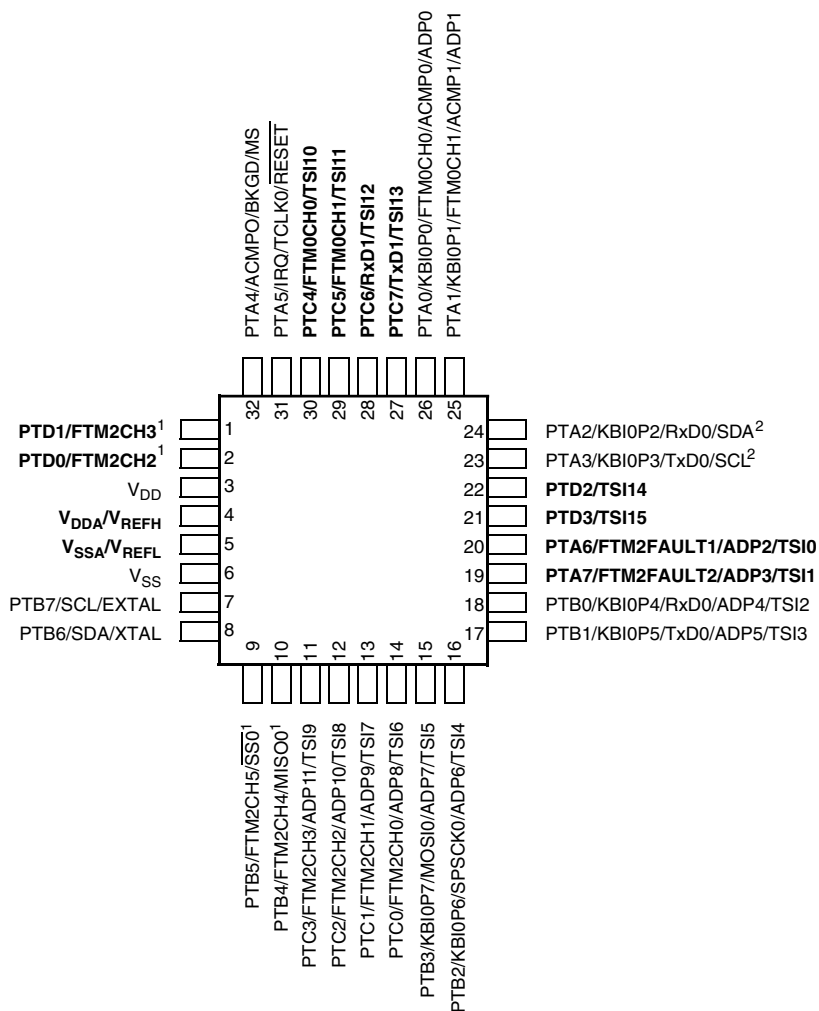 PTA4/ACMPO/BKGD/MS
PTA5/IRQ/TCLK0/RESET
PTC4/FTM0CH0/TSI10
PTC5/FTM0CH1/TSI11
PTC6/RxD1/TSI12
PTC7/TxD1/TSI13
PTA0/KBI0P0/FTM0CH0/ACMP0/ADP0
PTA1/KBI0P1/FTM0CH1/ACMP1/ADP1
32
31
30
29
28
27
26
25
PTD1/FTM2CH3¹ 1
PTD0/FTM2CH2¹ 2
VDD 3
VDDA/VREFH 4
VSSA/VREFL 5
VSS 6
PTB7/SCL/EXTAL 7
PTB6/SDA/XTAL 8
24 PTA2/KBI0P2/RxD0/SDA²
23 PTA3/KBI0P3/TxD0/SCL²
22 PTD2/TSI14
21 PTD3/TSI15
20 PTA6/FTM2FAULT1/ADP2/TSI0
19 PTA7/FTM2FAULT2/ADP3/TSI1
18 PTB0/KBI0P4/RxD0/ADP4/TSI2
17 PTB1/KBI0P5/TxD0/ADP5/TSI3
9
10
11
12
13
14
15
16
PTB5/FTM2CH5/SS0¹
PTB4/FTM2CH4/MISO0¹
PTC3/FTM2CH3/ADP11/TSI9
PTC2/FTM2CH2/ADP10/TSI8
PTC1/FTM2CH1/ADP9/TSI7
PTC0/FTM2CH0/ADP8/TSI6
PTB3/KBI0P7/MOSI0/ADP7/TSI5
PTB2/KBI0P6/SPSCK0/ADP6/TSI4